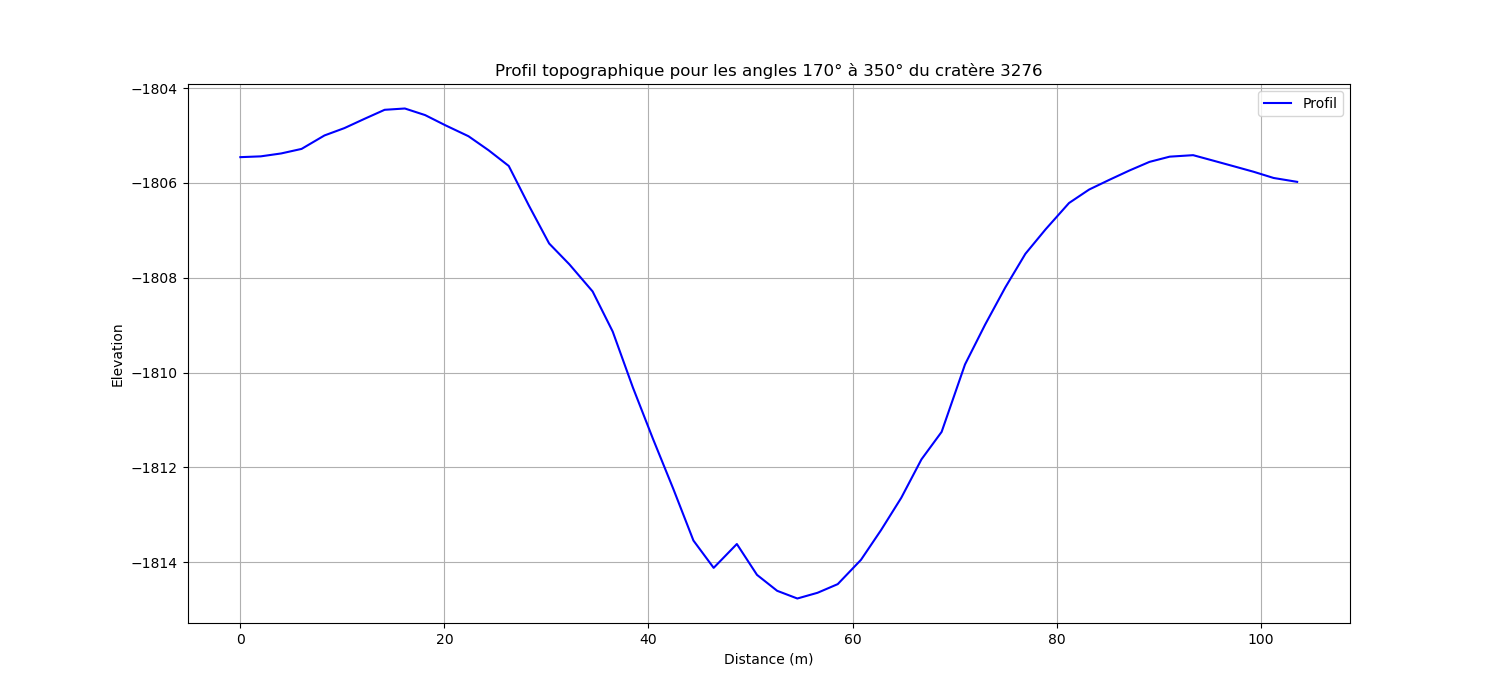 Profil topographique pour les angles 170° à 350° du cratère 3276
Profil
−1804
−1806
−1808
−1810
−1812
−1814
Elevation
0 20 40 60 80 100
Distance (m)